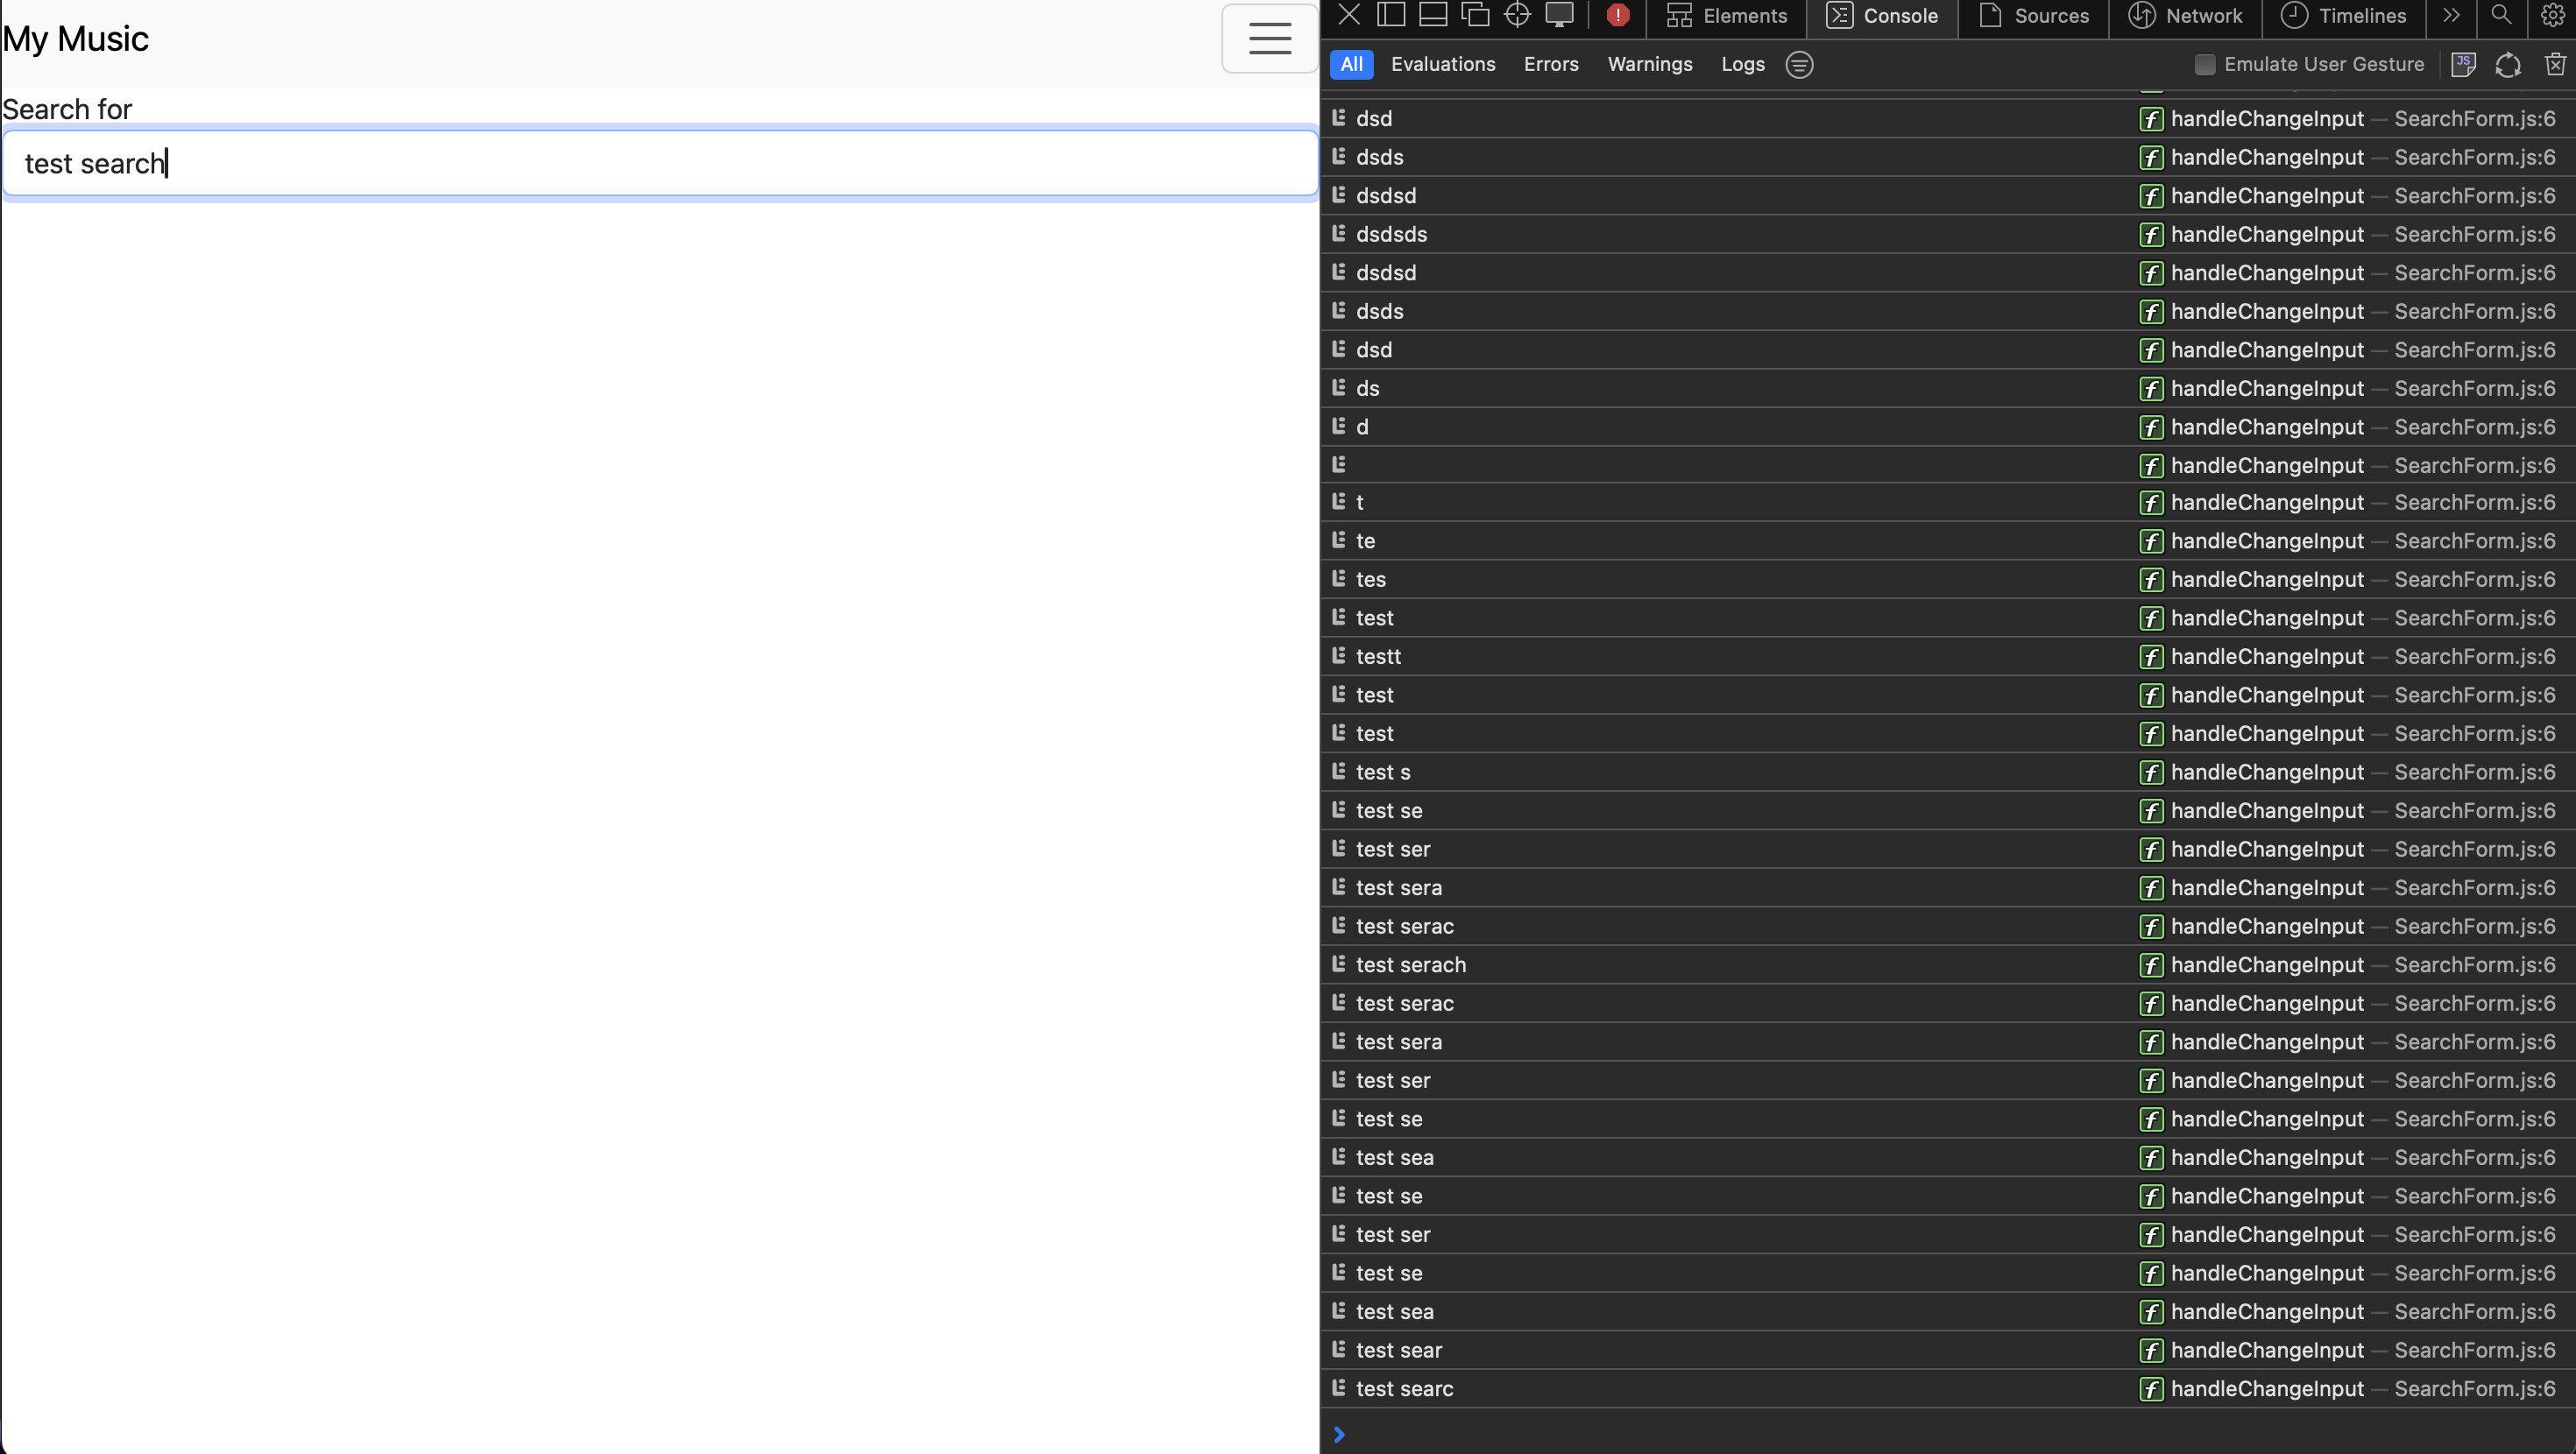 My Music
Search for
test search
Elements Console Sources Network Timelines
All Evaluations Errors Warnings Logs Emulate User Gesture
dsd handleChangeInput — SearchForm.js:6
dsds handleChangeInput — SearchForm.js:6
dsdsd handleChangeInput — SearchForm.js:6
dsdsds handleChangeInput — SearchForm.js:6
dsdsd handleChangeInput — SearchForm.js:6
dsds handleChangeInput — SearchForm.js:6
dsd handleChangeInput — SearchForm.js:6
ds handleChangeInput — SearchForm.js:6
d handleChangeInput — SearchForm.js:6
handleChangeInput — SearchForm.js:6
t handleChangeInput — SearchForm.js:6
te handleChangeInput — SearchForm.js:6
tes handleChangeInput — SearchForm.js:6
test handleChangeInput — SearchForm.js:6
testt handleChangeInput — SearchForm.js:6
test handleChangeInput — SearchForm.js:6
test handleChangeInput — SearchForm.js:6
test s handleChangeInput — SearchForm.js:6
test se handleChangeInput — SearchForm.js:6
test ser handleChangeInput — SearchForm.js:6
test sera handleChangeInput — SearchForm.js:6
test serac handleChangeInput — SearchForm.js:6
test serach handleChangeInput — SearchForm.js:6
test serac handleChangeInput — SearchForm.js:6
test sera handleChangeInput — SearchForm.js:6
test ser handleChangeInput — SearchForm.js:6
test se handleChangeInput — SearchForm.js:6
test sea handleChangeInput — SearchForm.js:6
test se handleChangeInput — SearchForm.js:6
test ser handleChangeInput — SearchForm.js:6
test se handleChangeInput — SearchForm.js:6
test sea handleChangeInput — SearchForm.js:6
test sear handleChangeInput — SearchForm.js:6
test searc handleChangeInput — SearchForm.js:6